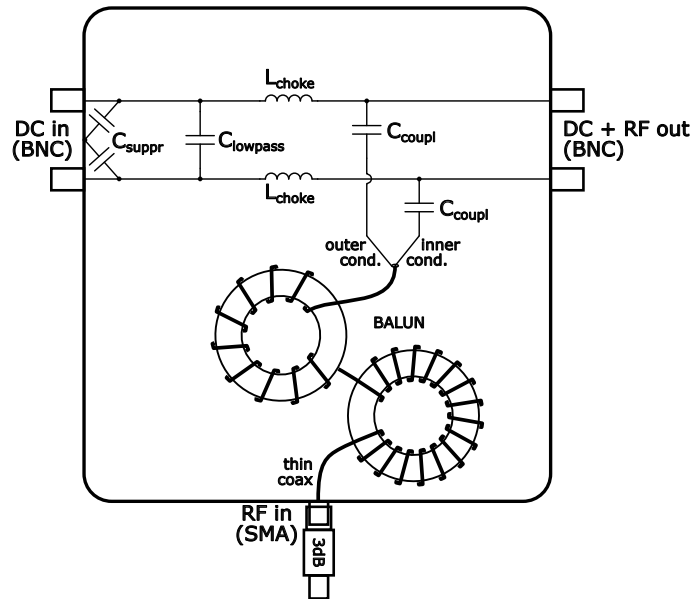 Lchoke
DC in
(BNC)
Csuppr
Clowpass
Ccoupl
DC + RF out
(BNC)
Lchoke
Ccoupl
outer
cond.
inner
cond.
BALUN
thin
coax
RF in
(SMA)
3dB